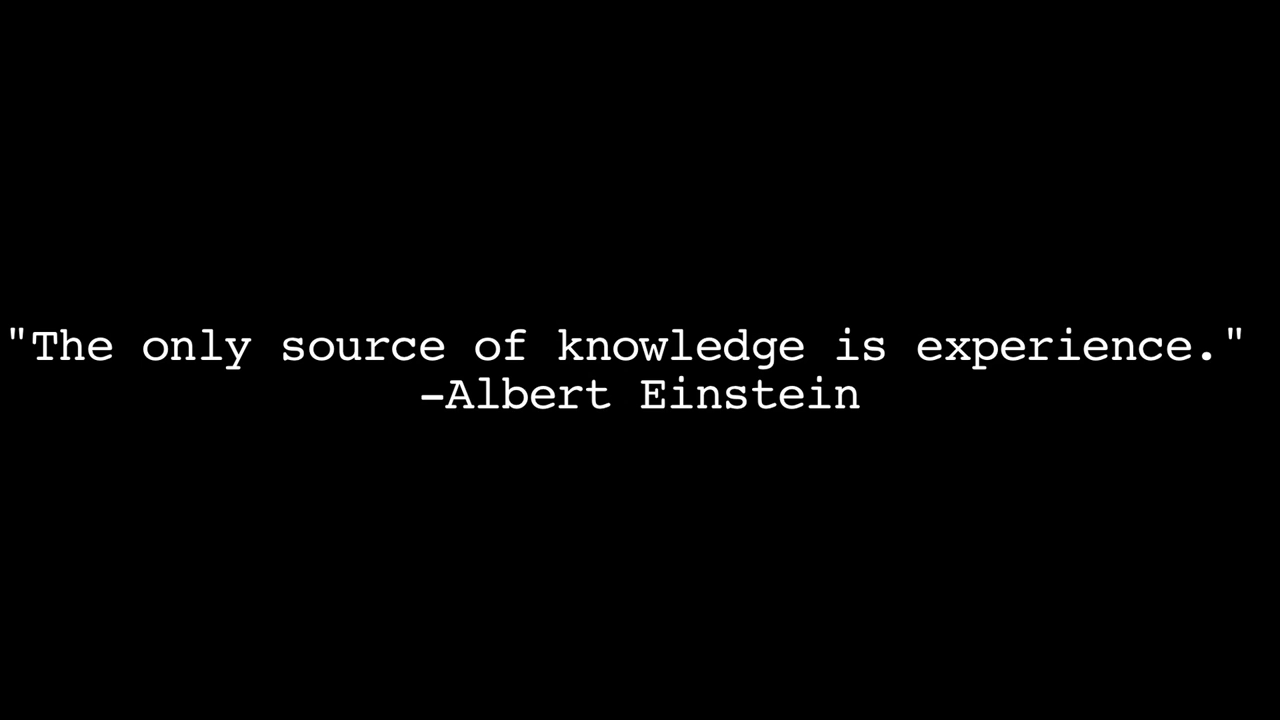 "The only source of knowledge is experience."
-Albert Einstein